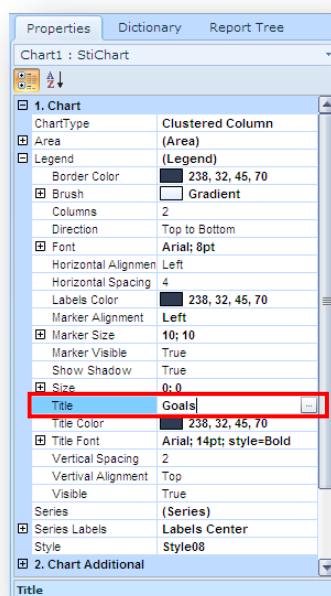 Properties Dictionary Report Tree
Chart1 : StiChart
1. Chart
ChartType Clustered Column
Area (Area)
Legend (Legend)
Border Color 238, 32, 45, 70
Brush Gradient
Columns 2
Direction Top to Bottom
Font Arial; 8pt
Horizontal Alignmen Left
Horizontal Spacing 4
Labels Color 238, 32, 45, 70
Marker Alignment Left
Marker Size 10; 10
Marker Visible True
Show Shadow True
Size 0; 0
Title Goals ...
Title Color 238, 32, 45, 70
Title Font Arial; 14pt; style=Bold
Vertical Spacing 2
Vertival Alignment Top
Visible True
Series (Series)
Series Labels Labels Center
Style Style08
2. Chart Additional
Title